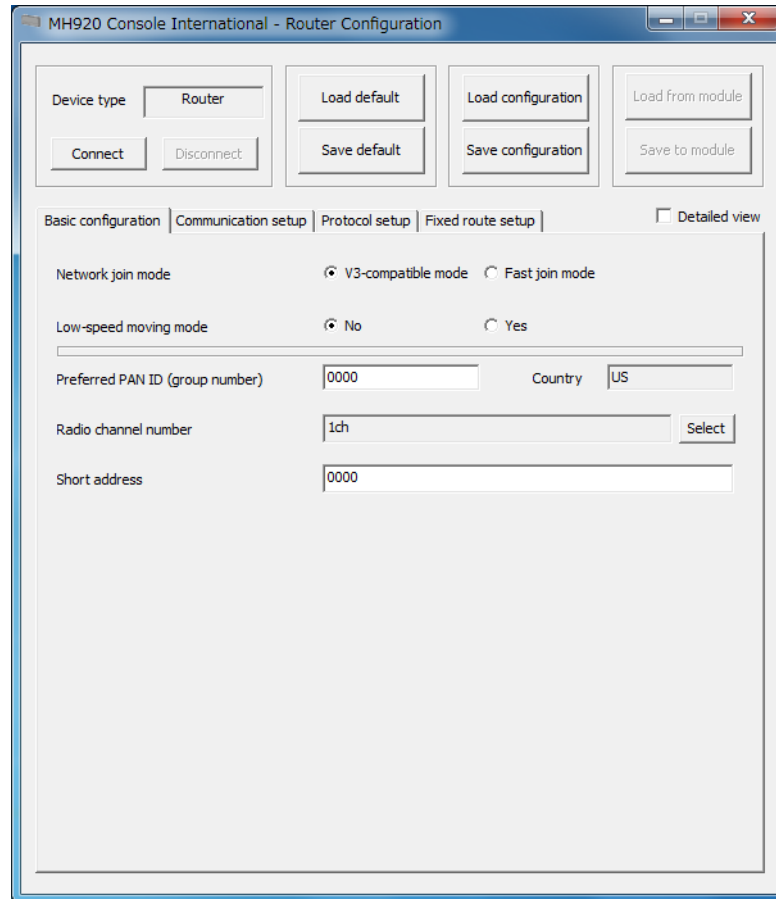 MH920 Console International - Router Configuration
Device type Router
Connect Disconnect
Load default
Save default
Load configuration
Save configuration
Load from module
Save to module
Basic configuration Communication setup Protocol setup Fixed route setup Detailed view
Network join mode V3-compatible mode Fast join mode
Low-speed moving mode No Yes
Preferred PAN ID (group number) 0000 Country US
Radio channel number 1ch Select
Short address 0000